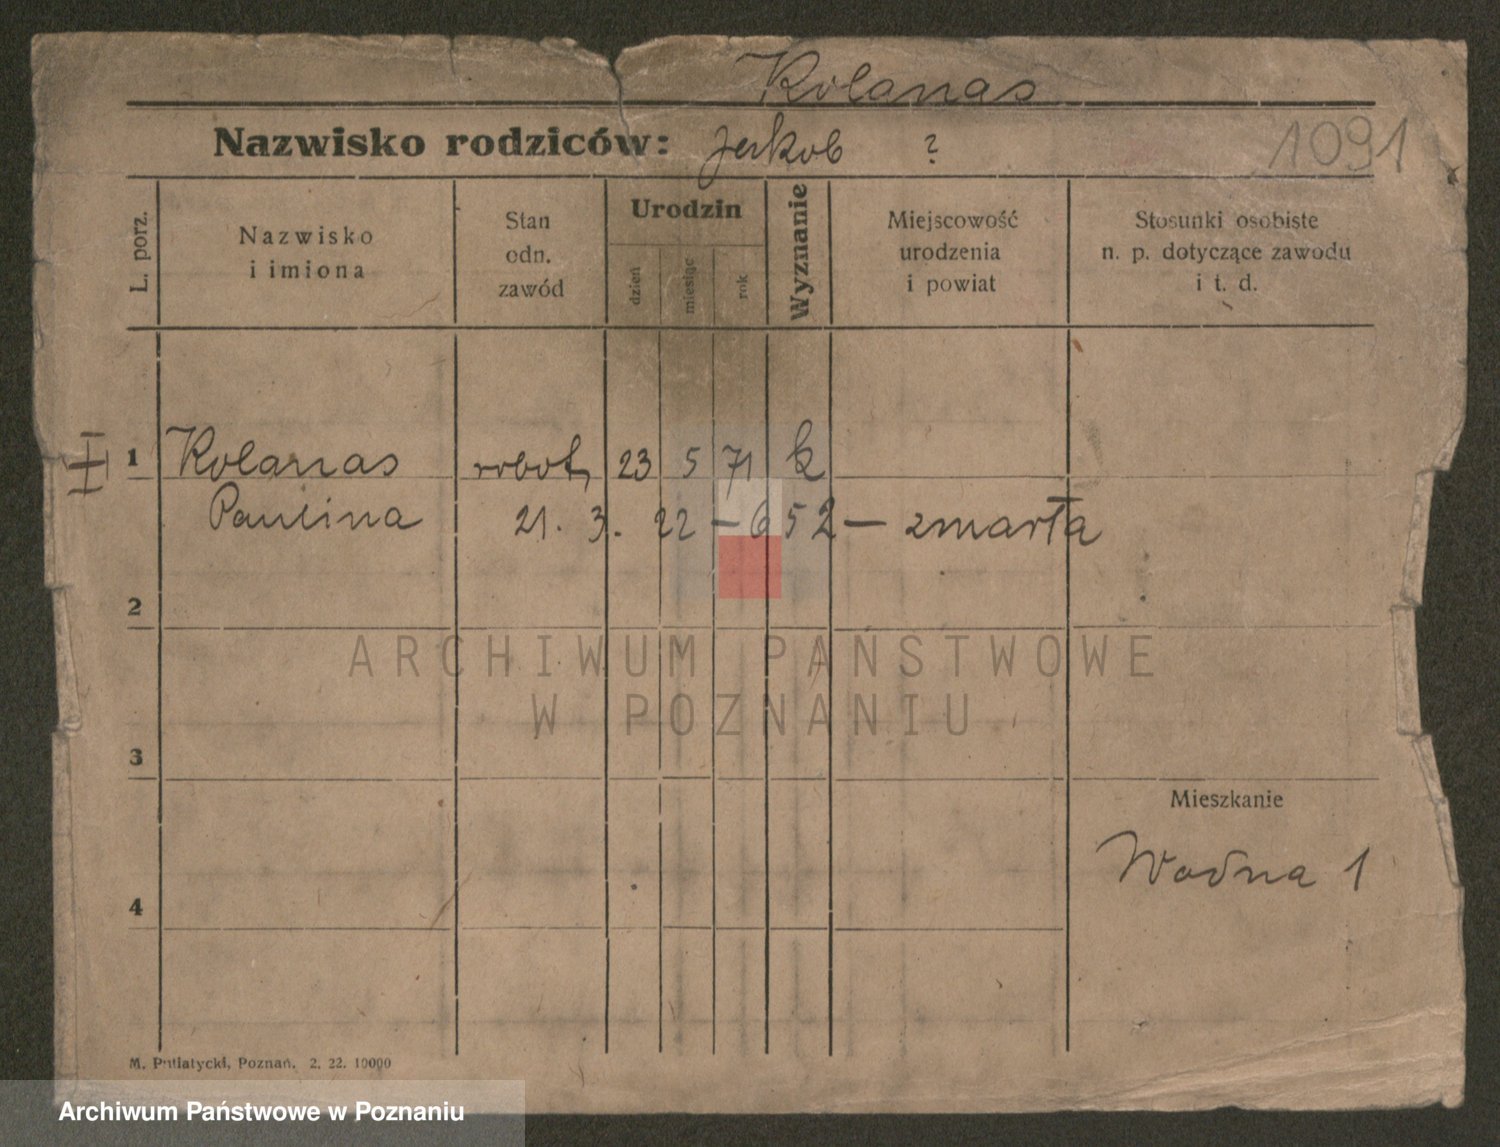 Kolanas
Nazwisko rodziców: Jakob ?
1091
L. porz.
Nazwisko
i imiona
Stan
odn.
zawód
Urodzin
dzień
miesiąc
rok
Wyznanie
Miejscowość
urodzenia
i powiat
Stosunki osobiste
n. p. dotyczące zawodu
i t. d.
1 Kolanas robot, 23 5 71 k
Paulina 21. 3. 22 – 652 – zmarła
2
ARCHIWUM PAŃSTWOWE
W POZNANIU
3
Mieszkanie
Wodna 1
4
M. Putiatycki, Poznań. 2. 22. 10000
Archiwum Państwowe w Poznaniu